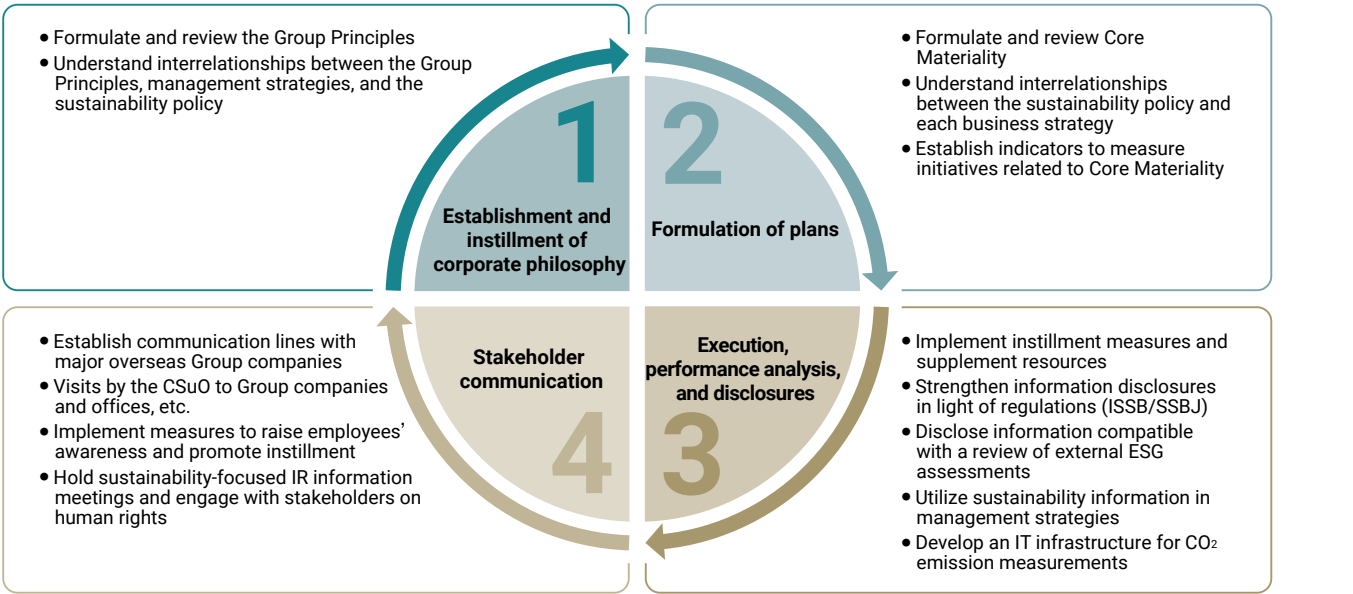 • Formulate and review the Group Principles
• Understand interrelationships between the Group
Principles, management strategies, and the
sustainability policy
1
Establishment and
instillment of
corporate philosophy
2
Formulation of plans
• Formulate and review Core
Materiality
• Understand interrelationships
between the sustainability policy and
each business strategy
• Establish indicators to measure
initiatives related to Core Materiality
Execution,
performance analysis,
and disclosures
3
• Implement instillment measures and
supplement resources
• Strengthen information disclosures
in light of regulations (ISSB/SSBJ)
• Disclose information compatible
with a review of external ESG
assessments
• Utilize sustainability information in
management strategies
• Develop an IT infrastructure for CO2
emission measurements
Stakeholder
communication
4
• Establish communication lines with
major overseas Group companies
• Visits by the CSuO to Group companies
and offices, etc.
• Implement measures to raise employees’
awareness and promote instillment
• Hold sustainability-focused IR information
meetings and engage with stakeholders on
human rights